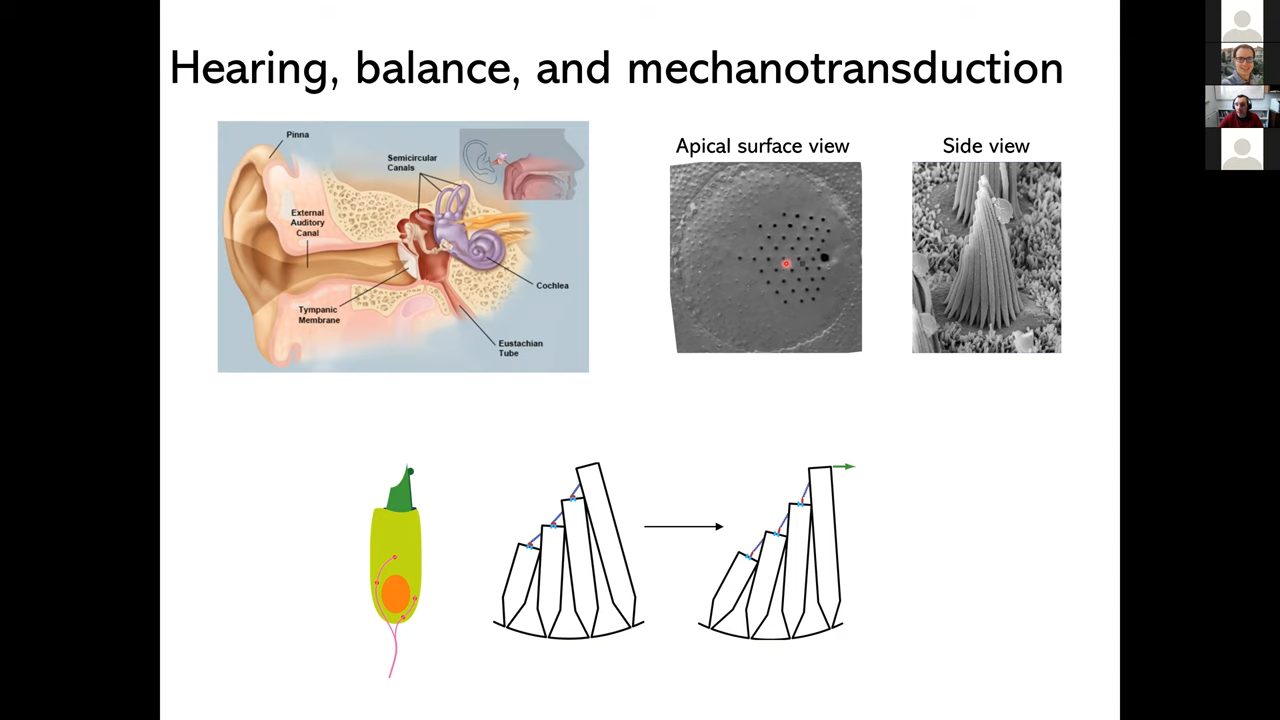 Hearing, balance, and mechanotransduction
Pinna
Semicircular
Canals
External
Auditory
Canal
Tympanic
Membrane
Cochlea
Eustachian
Tube
Apical surface view
Side view